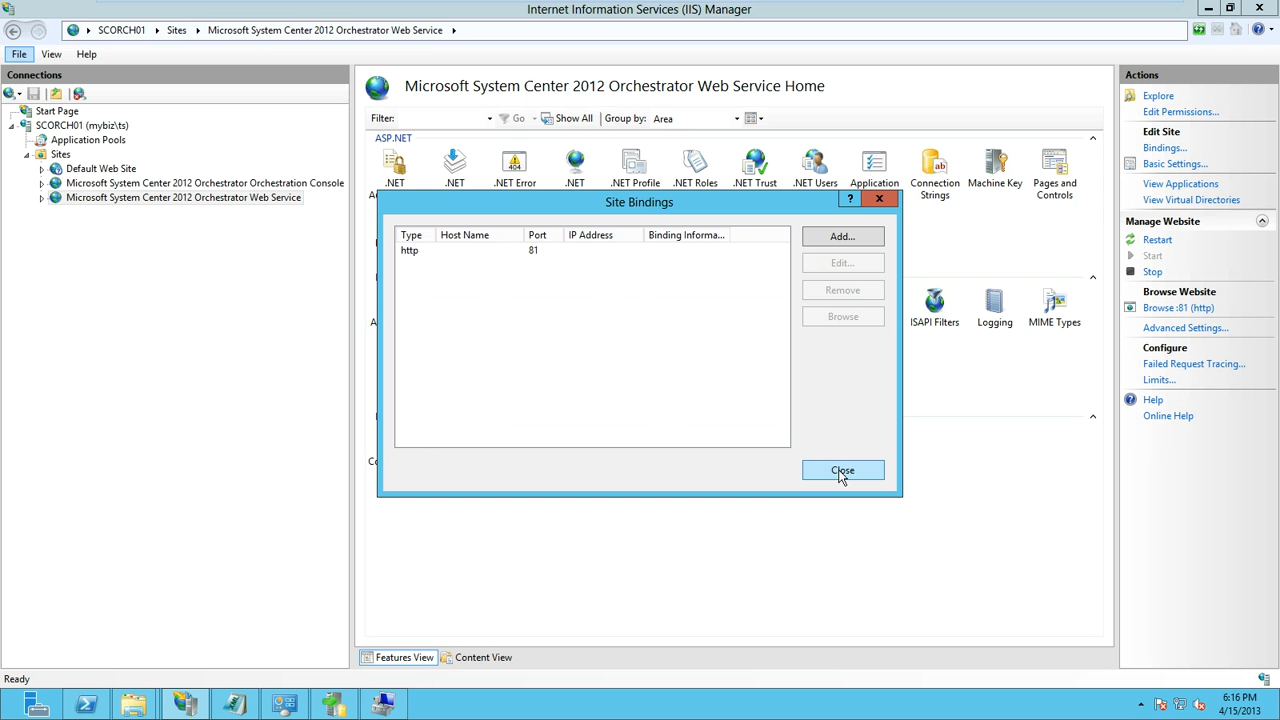 Internet Information Services (IIS) Manager
SCORCH01 Sites Microsoft System Center 2012 Orchestrator Web Service
File View Help
Connections
Start Page
SCORCH01 (mybiz\ts)
Application Pools
Sites
Default Web Site
Microsoft System Center 2012 Orchestrator Orchestration Console
Microsoft System Center 2012 Orchestrator Web Service
Microsoft System Center 2012 Orchestrator Web Service Home
Filter: Go Show All Group by: Area
ASP.NET
.NET
.NET
.NET Error
.NET
.NET Profile
.NET Roles
.NET Trust
.NET Users
Application
Connection Strings
Machine Key
Pages and Controls
Site Bindings
? x
Type Host Name Port IP Address Binding Informa...
http 81
Add...
Edit...
Remove
Browse
Close
ISAPI Filters
Logging
MIME Types
Features View Content View
Actions
Explore
Edit Permissions...
Edit Site
Bindings...
Basic Settings...
View Applications
View Virtual Directories
Manage Website
Restart
Start
Stop
Browse Website
Browse :81 (http)
Advanced Settings...
Configure
Failed Request Tracing...
Limits...
Help
Online Help
Ready
6:16 PM
4/15/2013